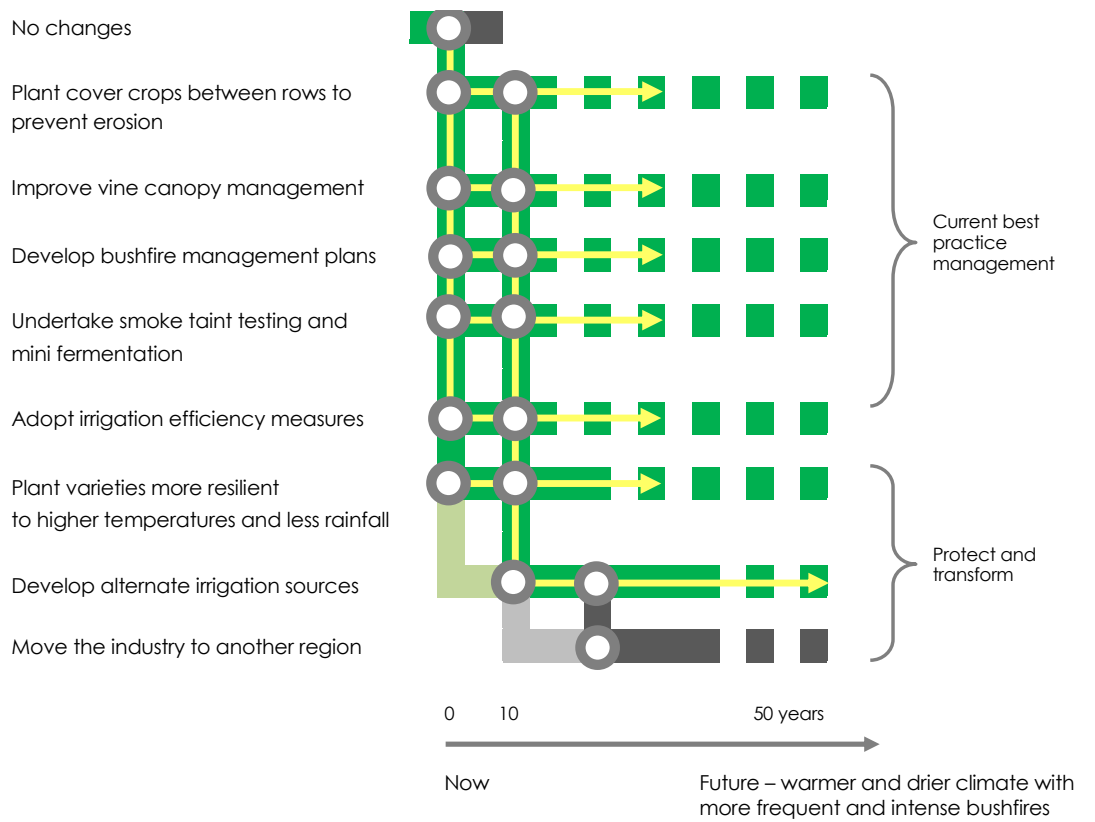 No changes
Plant cover crops between rows to
prevent erosion
Improve vine canopy management
Develop bushfire management plans
Undertake smoke taint testing and
mini fermentation
Adopt irrigation efficiency measures
Plant varieties more resilient
to higher temperatures and less rainfall
Develop alternate irrigation sources
Move the industry to another region
Current best
practice
management
Protect and
transform
0
10
50 years
Now
Future – warmer and drier climate with
more frequent and intense bushfires